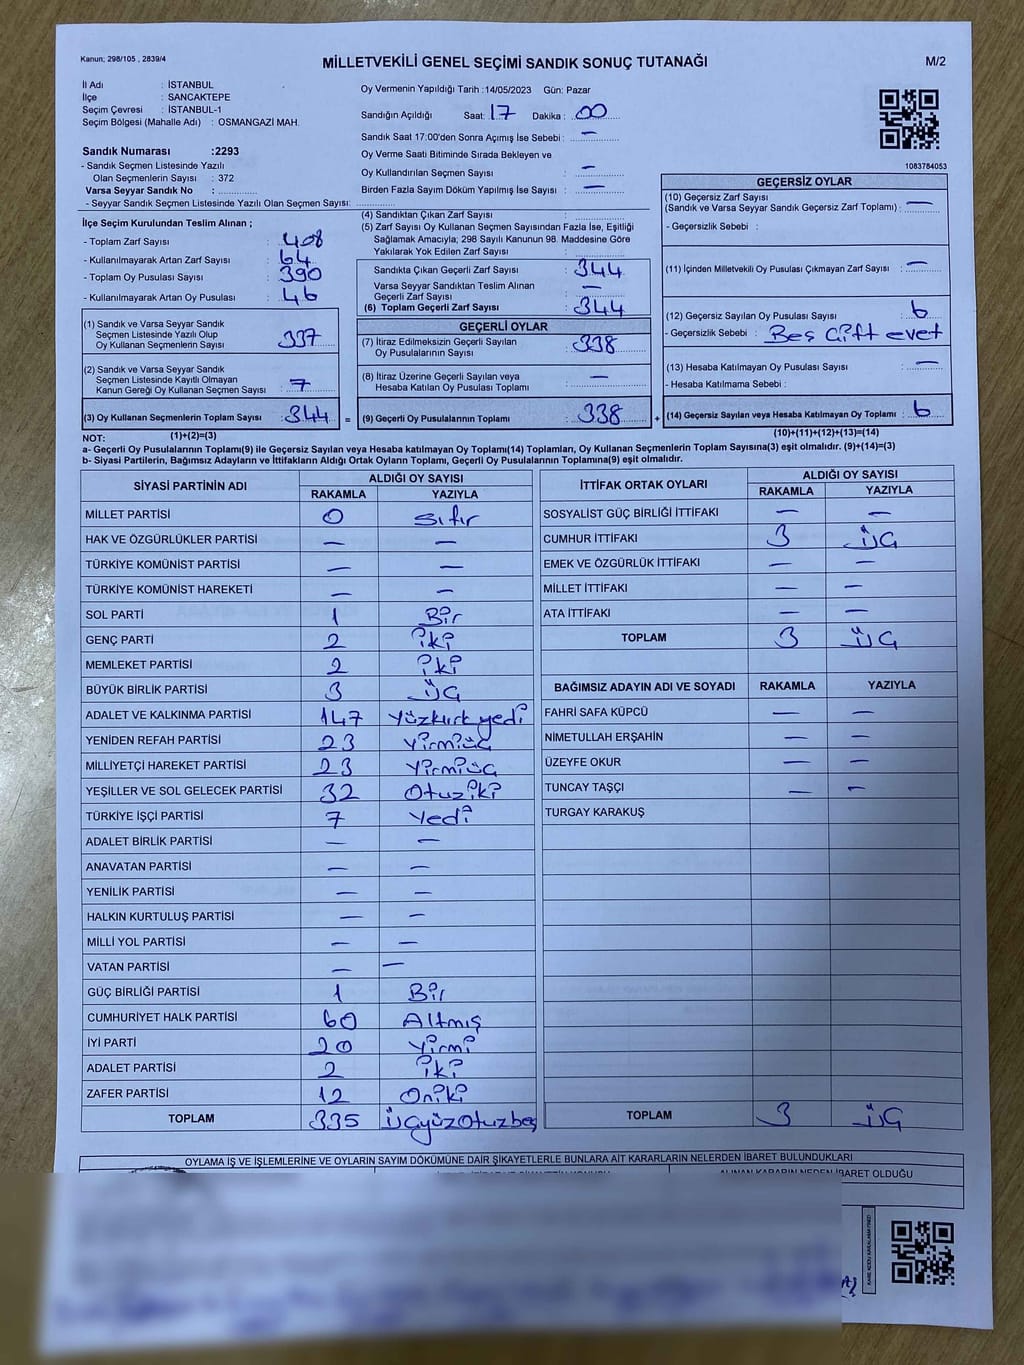 Kanun; 298/105 , 2839/4
MİLLETVEKİLİ GENEL SEÇİMİ SANDIK SONUÇ TUTANAĞI
M/2
İl Adı : İSTANBUL
İlçe : SANCAKTEPE
Seçim Çevresi : İSTANBUL-1
Seçim Bölgesi (Mahalle Adı) : OSMANGAZİ MAH.
Sandık Numarası :2293
- Sandık Seçmen Listesinde Yazılı
Olan Seçmenlerin Sayısı : 372
Varsa Seyyar Sandık No :
- Seyyar Sandık Seçmen Listesinde Yazılı Olan Seçmen Sayısı:
Oy Vermenin Yapıldığı Tarih :14/05/2023 Gün: Pazar
Sandığın Açıldığı Saat: 17 Dakika : 00
Sandık Saat 17:00'den Sonra Açımış İse Sebebi : —
Oy Verme Saati Bitiminde Sırada Bekleyen ve
Oy Kullandırılan Seçmen Sayısı : —
Birden Fazla Sayım Döküm Yapılmış İse Sayısı : —
1083784053
İlçe Seçim Kurulundan Teslim Alınan ;
- Toplam Zarf Sayısı : 408
- Kullanılmayarak Artan Zarf Sayısı : 64
- Toplam Oy Pusulası Sayısı : 390
- Kullanılmayarak Artan Oy Pusulası : 46
(1) Sandık ve Varsa Seyyar Sandık
Seçmen Listesinde Yazılı Olup
Oy Kullanan Seçmenlerin Sayısı : 337
(2) Sandık ve Varsa Seyyar Sandık
Seçmen Listesinde Kayıtlı Olmayan
Kanun Gereği Oy Kullanan Seçmen Sayısı : 7
(3) Oy Kullanan Seçmenlerin Toplam Sayısı : 344 =
(4) Sandıktan Çıkan Zarf Sayısı :
(5) Zarf Sayısı Oy Kullanan Seçmen Sayısından Fazla İse, Eşitliği
Sağlamak Amacıyla; 298 Sayılı Kanunun 98. Maddesine Göre
Yakılarak Yok Edilen Zarf Sayısı :
Sandıkta Çıkan Geçerli Zarf Sayısı : 344
Varsa Seyyar Sandıktan Teslim Alınan
Geçerli Zarf Sayısı : —
(6) Toplam Geçerli Zarf Sayısı : 344
GEÇERLİ OYLAR
(7) İtiraz Edilmeksizin Geçerli Sayılan
Oy Pusulalarının Sayısı : 338
(8) İtiraz Üzerine Geçerli Sayılan veya
Hesaba Katılan Oy Pusulası Toplamı : —
(9) Geçerli Oy Pusulalarının Toplamı : 338 +
GEÇERSİZ OYLAR
(10) Geçersiz Zarf Sayısı
(Sandık ve Varsa Seyyar Sandık Geçersiz Zarf Toplamı) : —
- Geçersizlik Sebebi :
(11) İçinden Milletvekili Oy Pusulası Çıkmayan Zarf Sayısı : —
(12) Geçersiz Sayılan Oy Pusulası Sayısı : 6
- Geçersizlik Sebebi : Beş Çift evet
(13) Hesaba Katılmayan Oy Pusulası Sayısı : —
- Hesaba Katılmama Sebebi :
(14) Geçersiz Sayılan veya Hesaba Katılmayan Oy Toplamı : 6
NOT: (1)+(2)=(3)
(10)+(11)+(12)+(13)=(14)
a- Geçerli Oy Pusulalarının Toplamı(9) ile Geçersiz Sayılan veya Hesaba katılmayan Oy Toplamı(14) Toplamları, Oy Kullanan Seçmenlerin Toplam Sayısına(3) eşit olmalıdır. (9)+(14)=(3)
b- Siyasi Partilerin, Bağımsız Adayların ve İttifakların Aldığı Ortak Oyların Toplamı, Geçerli Oy Pusulalarının Toplamına(9) eşit olmalıdır.
SİYASİ PARTİNİN ADI ALDIĞI OY SAYISI
RAKAMLA YAZIYLA
MİLLET PARTİSİ 0 Sıfır
HAK VE ÖZGÜRLÜKLER PARTİSİ — —
TÜRKİYE KOMÜNİST PARTİSİ — —
TÜRKİYE KOMÜNİST HAREKETİ — —
SOL PARTİ 1 Bir
GENÇ PARTİ 2 iki
MEMLEKET PARTİSİ 2 iki
BÜYÜK BİRLİK PARTİSİ 3 üç
ADALET VE KALKINMA PARTİSİ 147 yüzkırkyedi
YENİDEN REFAH PARTİSİ 23 yirmiüç
MİLLİYETÇİ HAREKET PARTİSİ 23 yirmiüç
YEŞİLLER VE SOL GELECEK PARTİSİ 32 Otuziki
TÜRKİYE İŞÇİ PARTİSİ 7 Yedi
ADALET BİRLİK PARTİSİ — —
ANAVATAN PARTİSİ — —
YENİLİK PARTİSİ — —
HALKIN KURTULUŞ PARTİSİ — —
MİLLİ YOL PARTİSİ — —
VATAN PARTİSİ — —
GÜÇ BİRLİĞİ PARTİSİ 1 Bir
CUMHURİYET HALK PARTİSİ 60 Altmış
İYİ PARTİ 20 yirmi
ADALET PARTİSİ 2 iki
ZAFER PARTİSİ 12 Oniki
TOPLAM 335 üçyüzotuzbeş
İTTİFAK ORTAK OYLARI ALDIĞI OY SAYISI
RAKAMLA YAZIYLA
SOSYALİST GÜÇ BİRLİĞİ İTTİFAKI — —
CUMHUR İTTİFAKI 3 üç
EMEK VE ÖZGÜRLÜK İTTİFAKI — —
MİLLET İTTİFAKI — —
ATA İTTİFAKI — —
TOPLAM 3 üç
BAĞIMSIZ ADAYIN ADI VE SOYADI RAKAMLA YAZIYLA
FAHRİ SAFA KÜPCÜ — —
NİMETULLAH ERŞAHİN — —
ÜZEYFE OKUR — —
TUNCAY TAŞÇI — —
TURGAY KARAKUŞ
TOPLAM 3 üç
OYLAMA İŞ VE İŞLEMLERİNE VE OYLARIN SAYIM DÖKÜMÜNE DAİR ŞİKAYETLERLE BUNLARA AİT KARARLARIN NELERDEN İBARET BULUNDUKLARI
ALINAN KARARIN NEDEN İBARET OLDUĞU